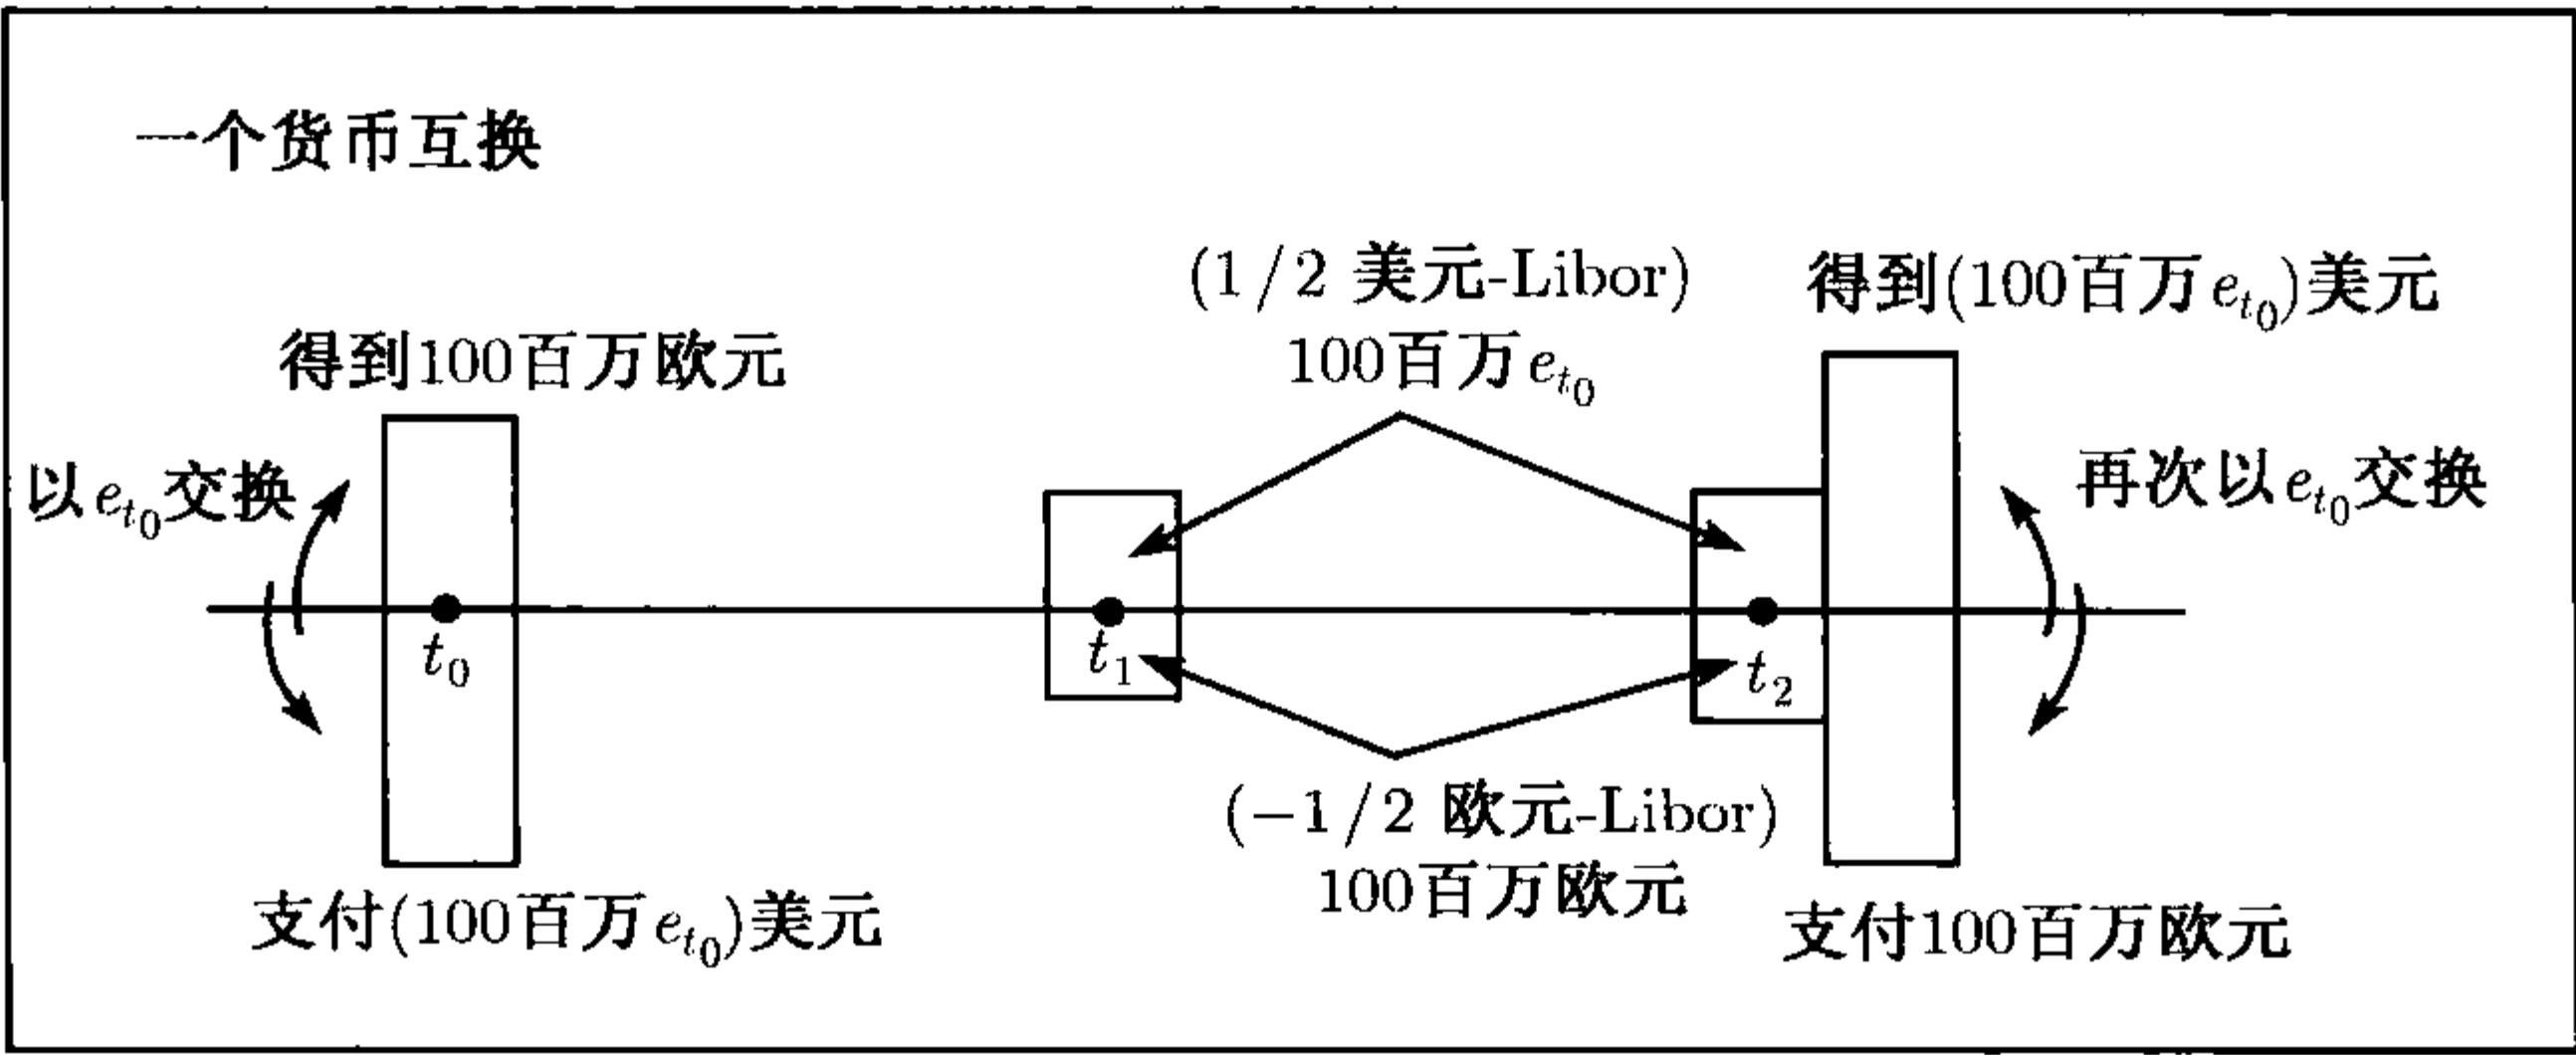 一个货币互换
(1/2 美元-Libor)
100百万 e_{t_0}
得到(100百万 e_{t_0})美元
得到100百万欧元
以 e_{t_0} 交换
再次以 e_{t_0} 交换
t_0
t_1
t_2
(−1/2 欧元-Libor)
100百万欧元
支付(100百万 e_{t_0})美元
支付100百万欧元